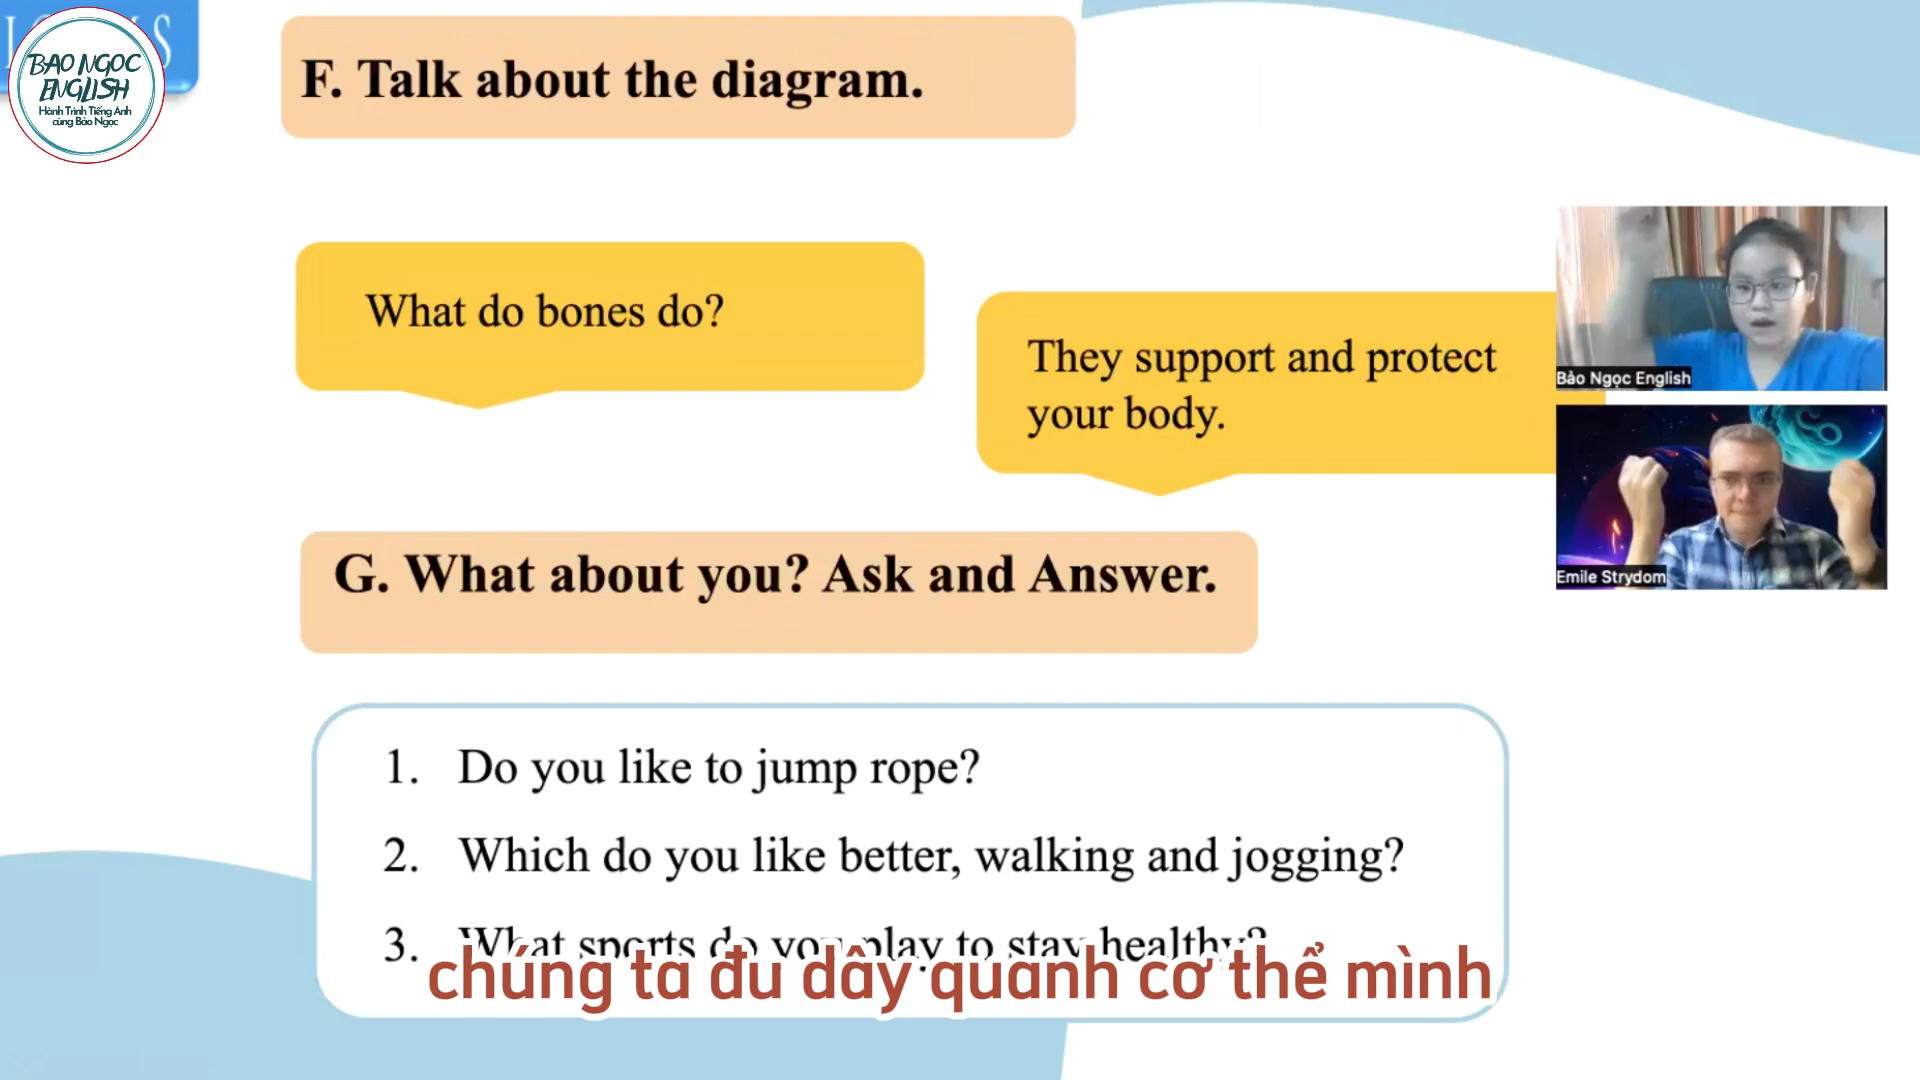 BAO NGOC
ENGLISH
Hành Trình Tiếng Anh
cùng Bảo Ngọc
F. Talk about the diagram.
What do bones do?
They support and protect
your body.
Bảo Ngọc English
Emile Strydom
G. What about you? Ask and Answer.
1. Do you like to jump rope?
2. Which do you like better, walking and jogging?
3. What sports do you play to stay healthy?
chúng ta đu dây quanh cơ thể mình